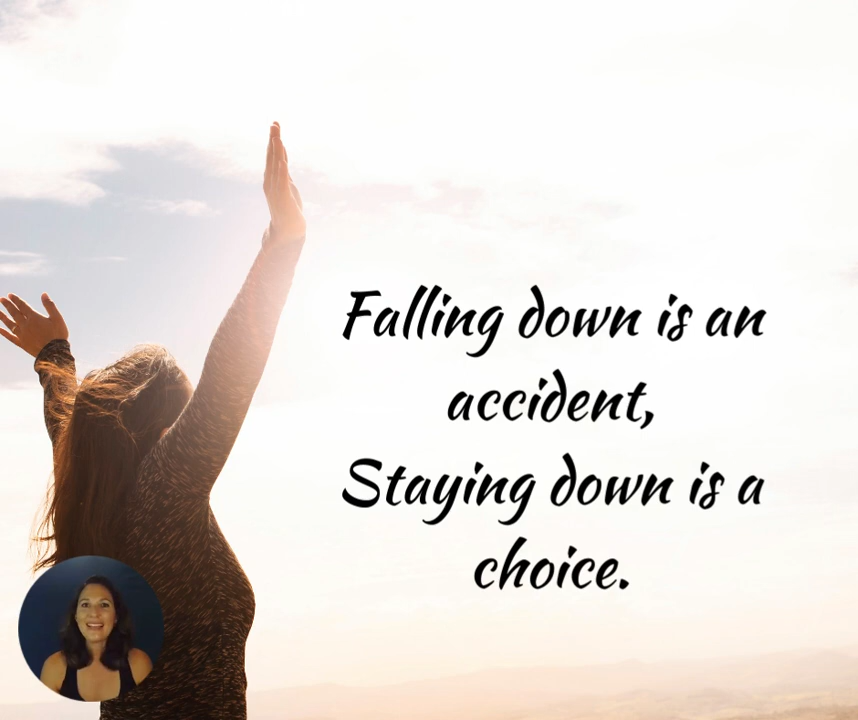 Falling down is an
accident,
Staying down is a
choice.